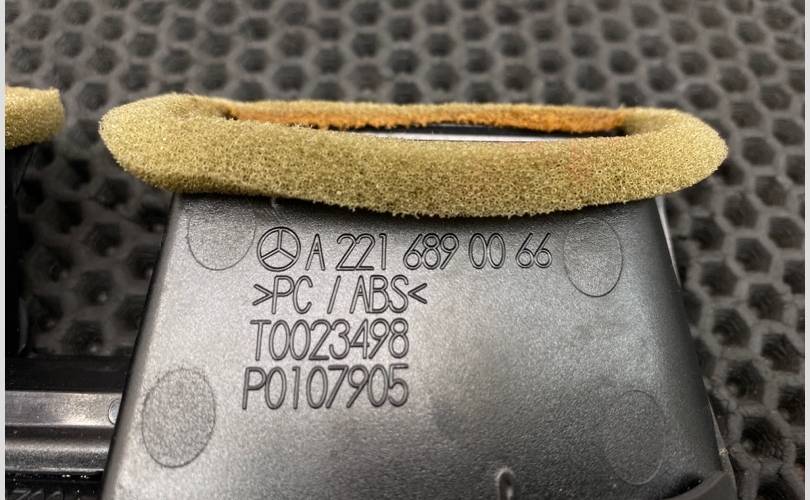 A 221 689 00 66
>PC / ABS<
T0023498
P0107905